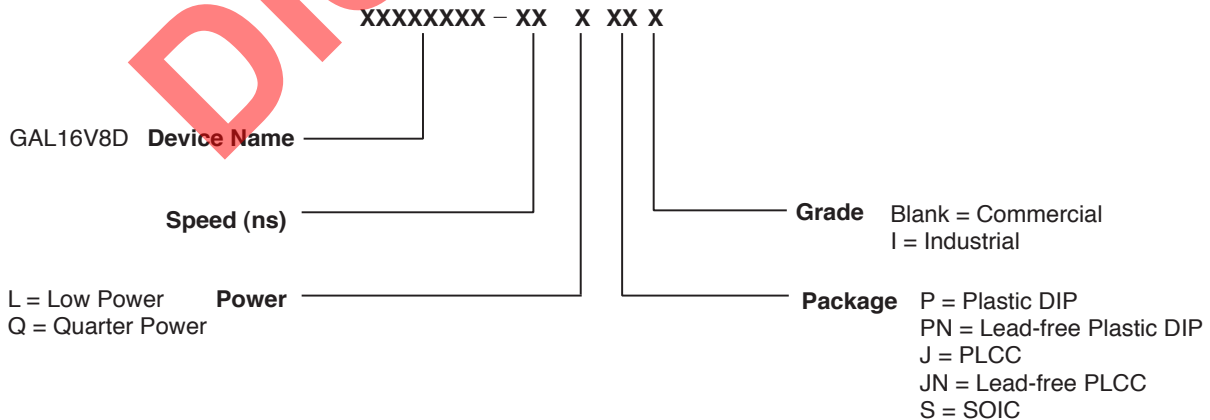 XXXXXXXX – XX X XX X
GAL16V8D Device Name
Speed (ns)
Grade Blank = Commercial
I = Industrial
L = Low Power Power
Q = Quarter Power
Package P = Plastic DIP
PN = Lead-free Plastic DIP
J = PLCC
JN = Lead-free PLCC
S = SOIC